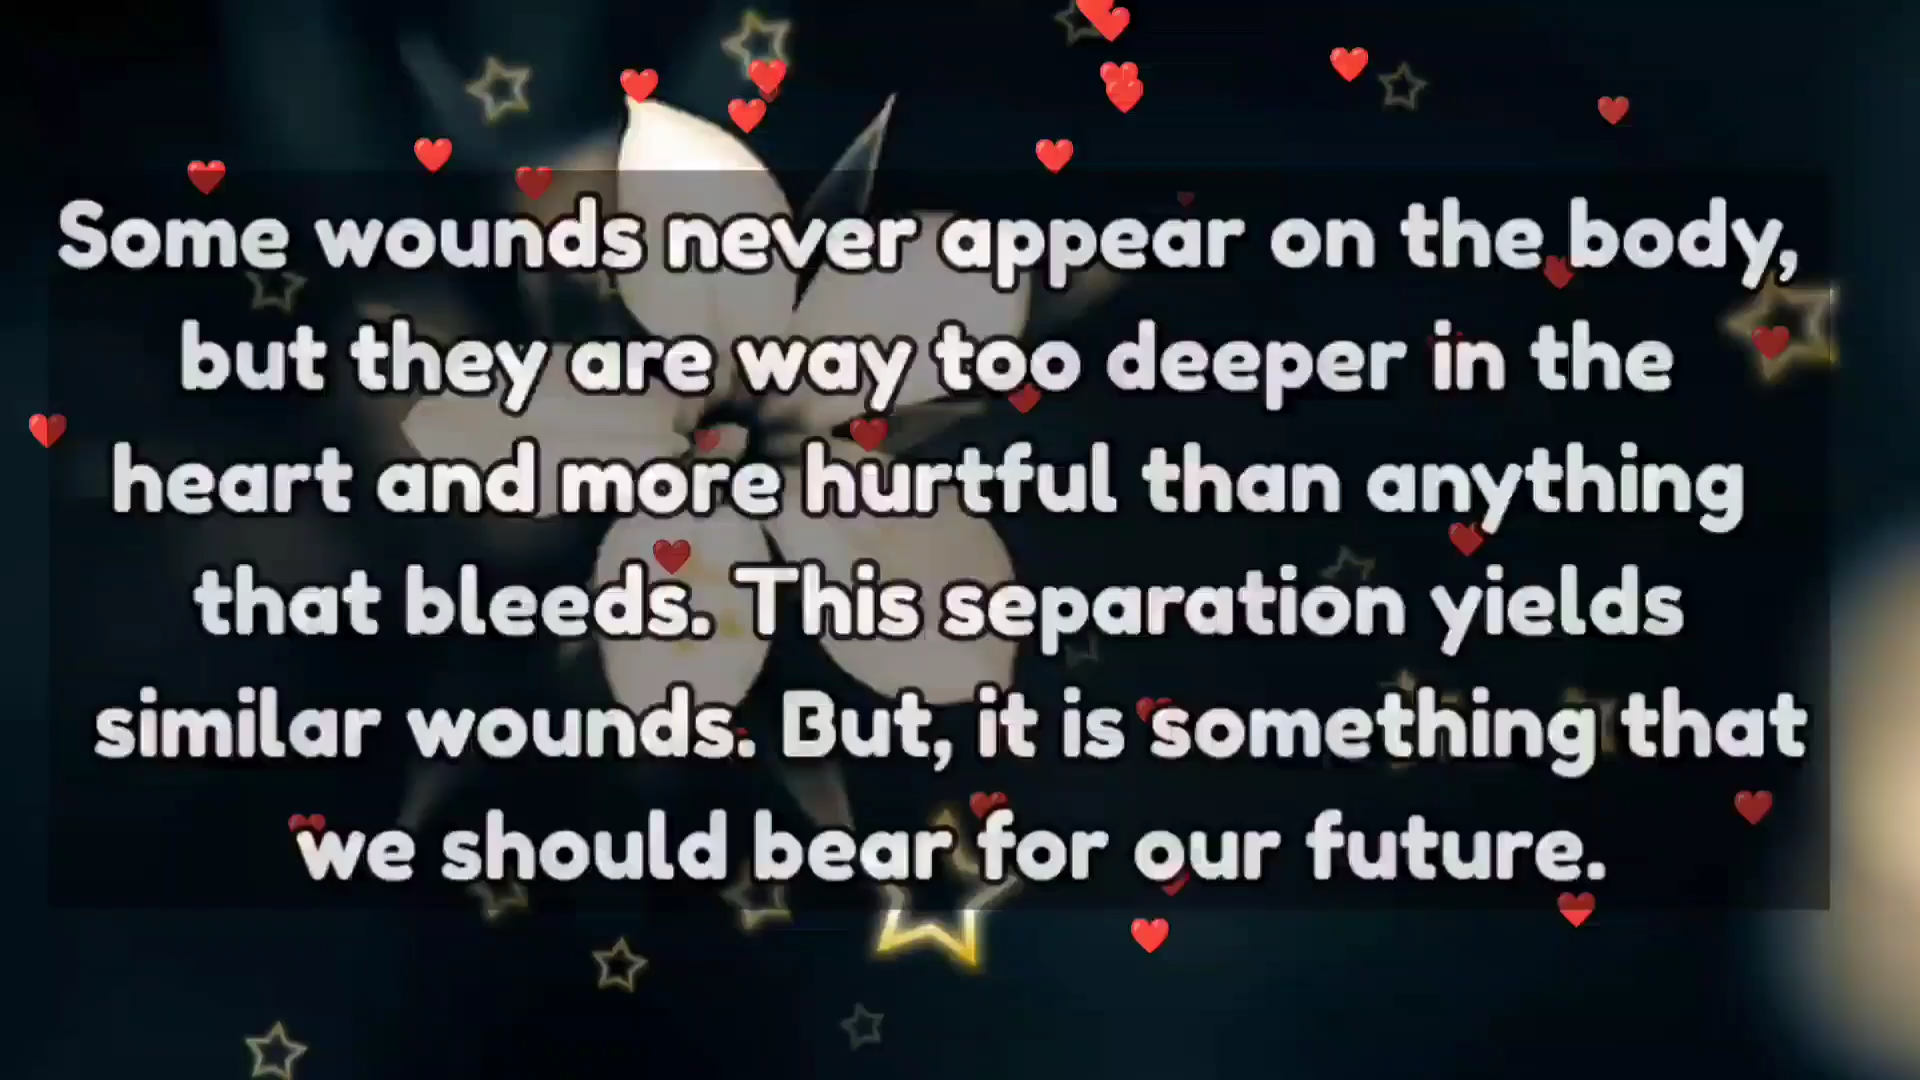 Some wounds never appear on the body,
but they are way too deeper in the
heart and more hurtful than anything
that bleeds. This separation yields
similar wounds. But, it is something that
we should bear for our future.